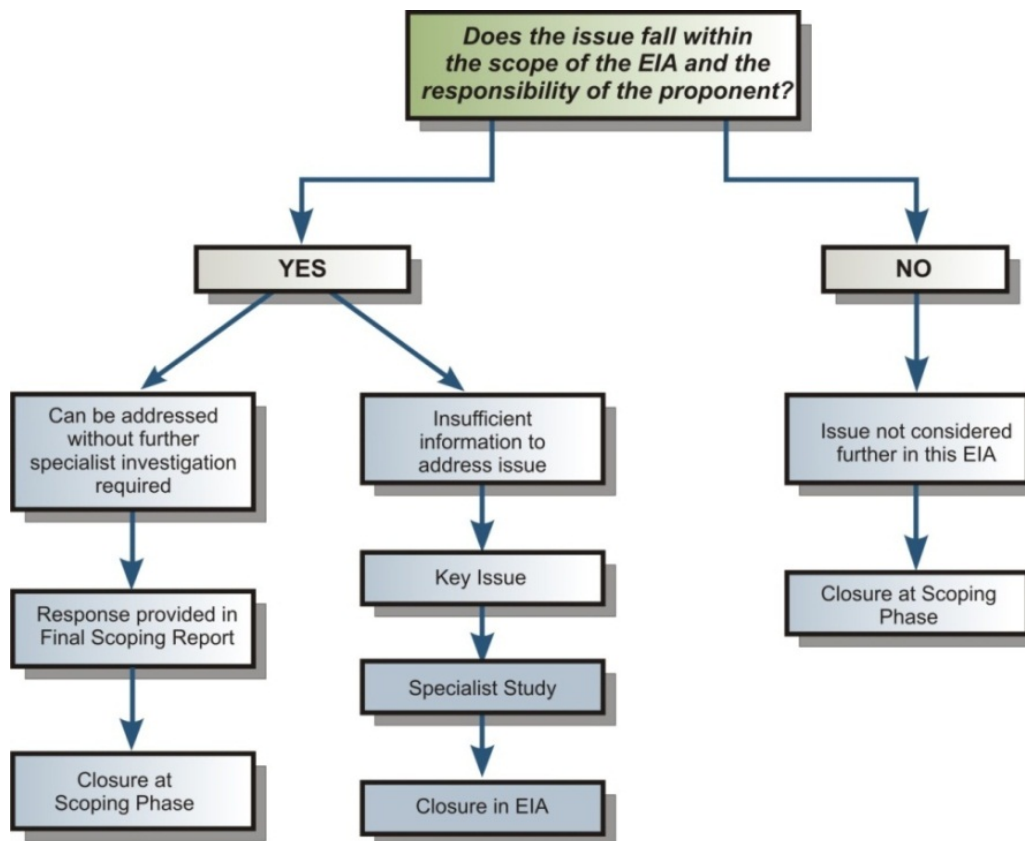 Does the issue fall within
the scope of the EIA and the
responsibility of the proponent?
YES
NO
Can be addressed
without further
specialist investigation
required
Insufficient
information to
address issue
Issue not considered
further in this EIA
Key Issue
Closure at Scoping
Phase
Response provided in
Final Scoping Report
Specialist Study
Closure at
Scoping Phase
Closure in EIA